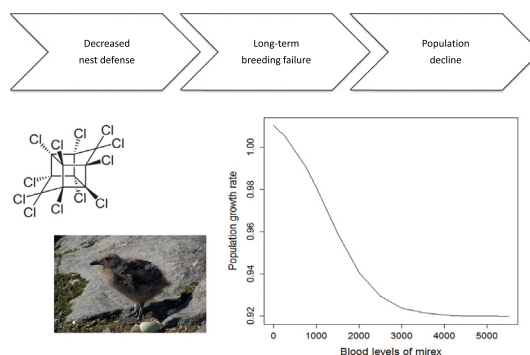 Decreased
nest defense
Long-term
breeding failure
Population
decline
Cl
Cl
Cl
Cl
Cl
Cl
Cl
Cl
Cl
Cl
Cl
Cl
Population growth rate
1.00
0.98
0.96
0.94
0.92
0
1000
2000
3000
4000
5000
Blood levels of mirex